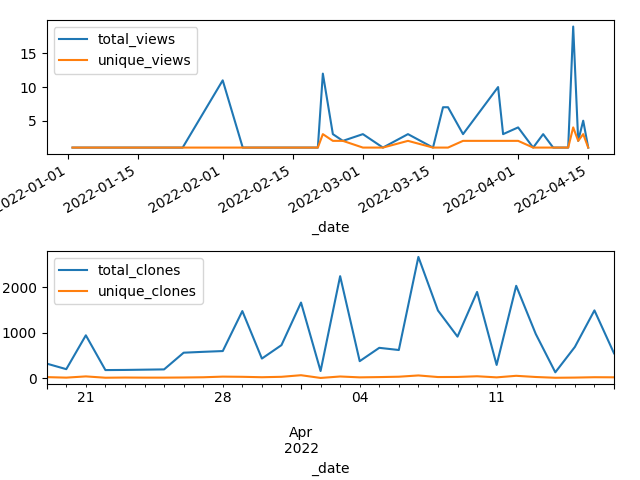 total_views
unique_views
15
10
5
2022-01-01
2022-01-15
2022-02-01
2022-02-15
2022-03-01
2022-03-15
2022-04-01
2022-04-15
_date
total_clones
unique_clones
2000
1000
0
21
28
04
11
Apr
2022
_date